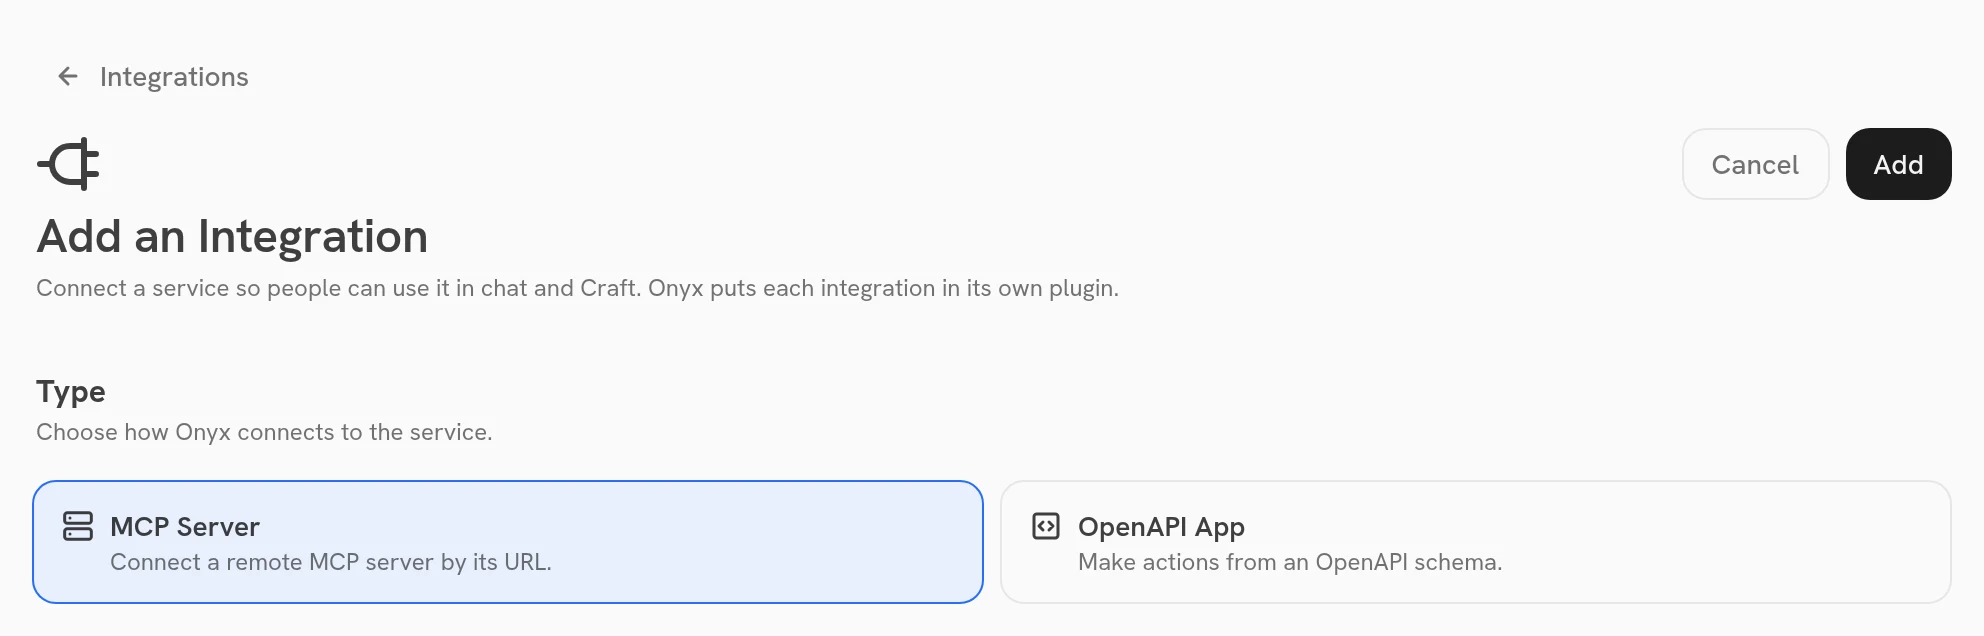 Integrations
Cancel
Add
Add an Integration
Connect a service so people can use it in chat and Craft. Onyx puts each integration in its own plugin.
Type
Choose how Onyx connects to the service.
MCP Server
Connect a remote MCP server by its URL.
OpenAPI App
Make actions from an OpenAPI schema.